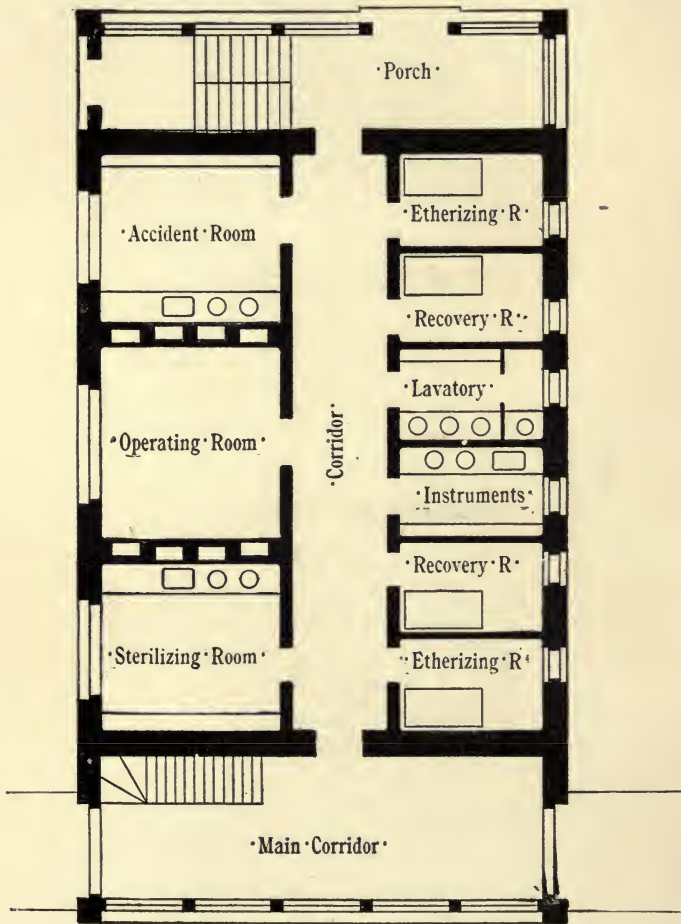 ·Porch·
·Accident·Room
·Etherizing·R·
·Recovery·R·
·Lavatory·
·Operating·Room·
·Corridor·
·Instruments·
·Recovery·R·
·Sterilizing·Room·
·Etherizing·R·
·Main·Corridor·